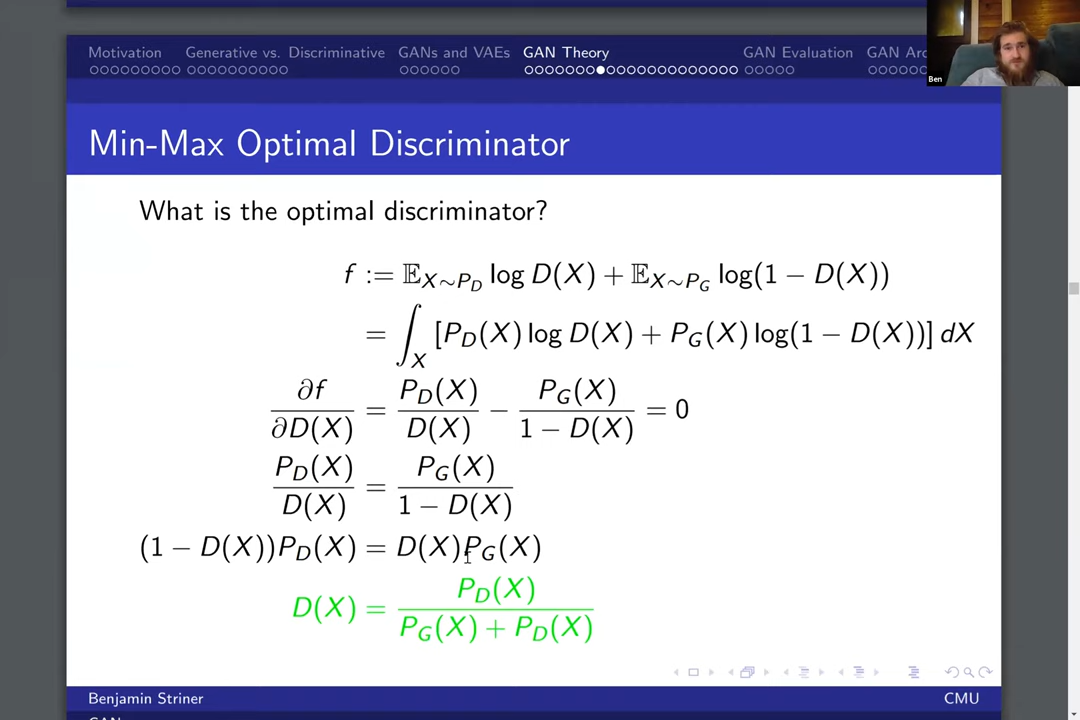 Motivation Generative vs. Discriminative GANs and VAEs GAN Theory GAN Evaluation GAN
Ben
Min-Max Optimal Discriminator
What is the optimal discriminator?
f := 𝔼_{X∼P_D} log D(X) + 𝔼_{X∼P_G} log(1 − D(X))
= ∫_X [P_D(X) log D(X) + P_G(X) log(1 − D(X))] dX
∂f/∂D(X) = P_D(X)/D(X) − P_G(X)/(1 − D(X)) = 0
P_D(X)/D(X) = P_G(X)/(1 − D(X))
(1 − D(X))P_D(X) = D(X)P_G(X)
D(X) = P_D(X)/(P_G(X) + P_D(X))
Benjamin Striner CMU